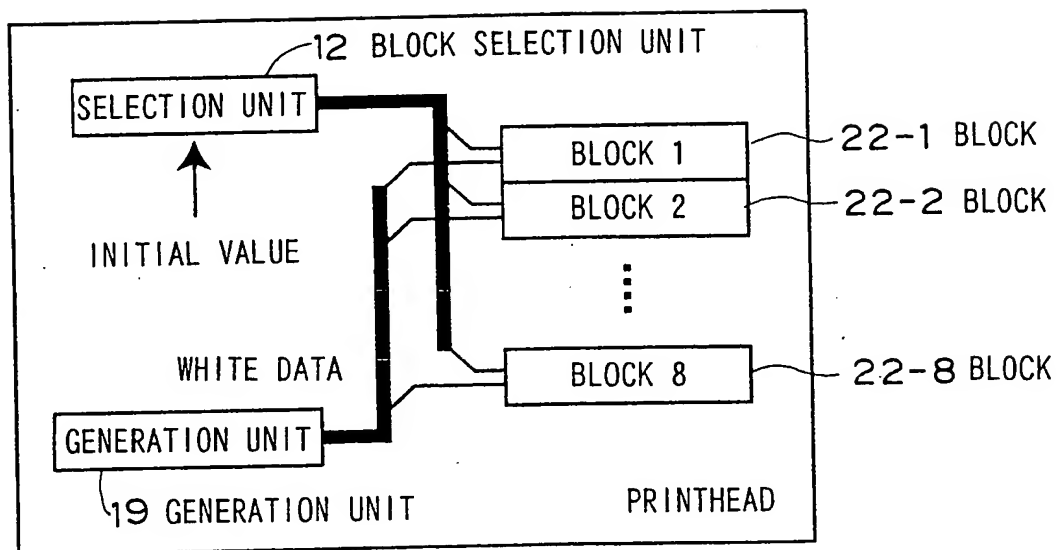 12 BLOCK SELECTION UNIT
SELECTION UNIT
BLOCK 1
22-1 BLOCK
BLOCK 2
22-2 BLOCK
INITIAL VALUE
WHITE DATA
BLOCK 8
22-8 BLOCK
GENERATION UNIT
19 GENERATION UNIT
PRINTHEAD